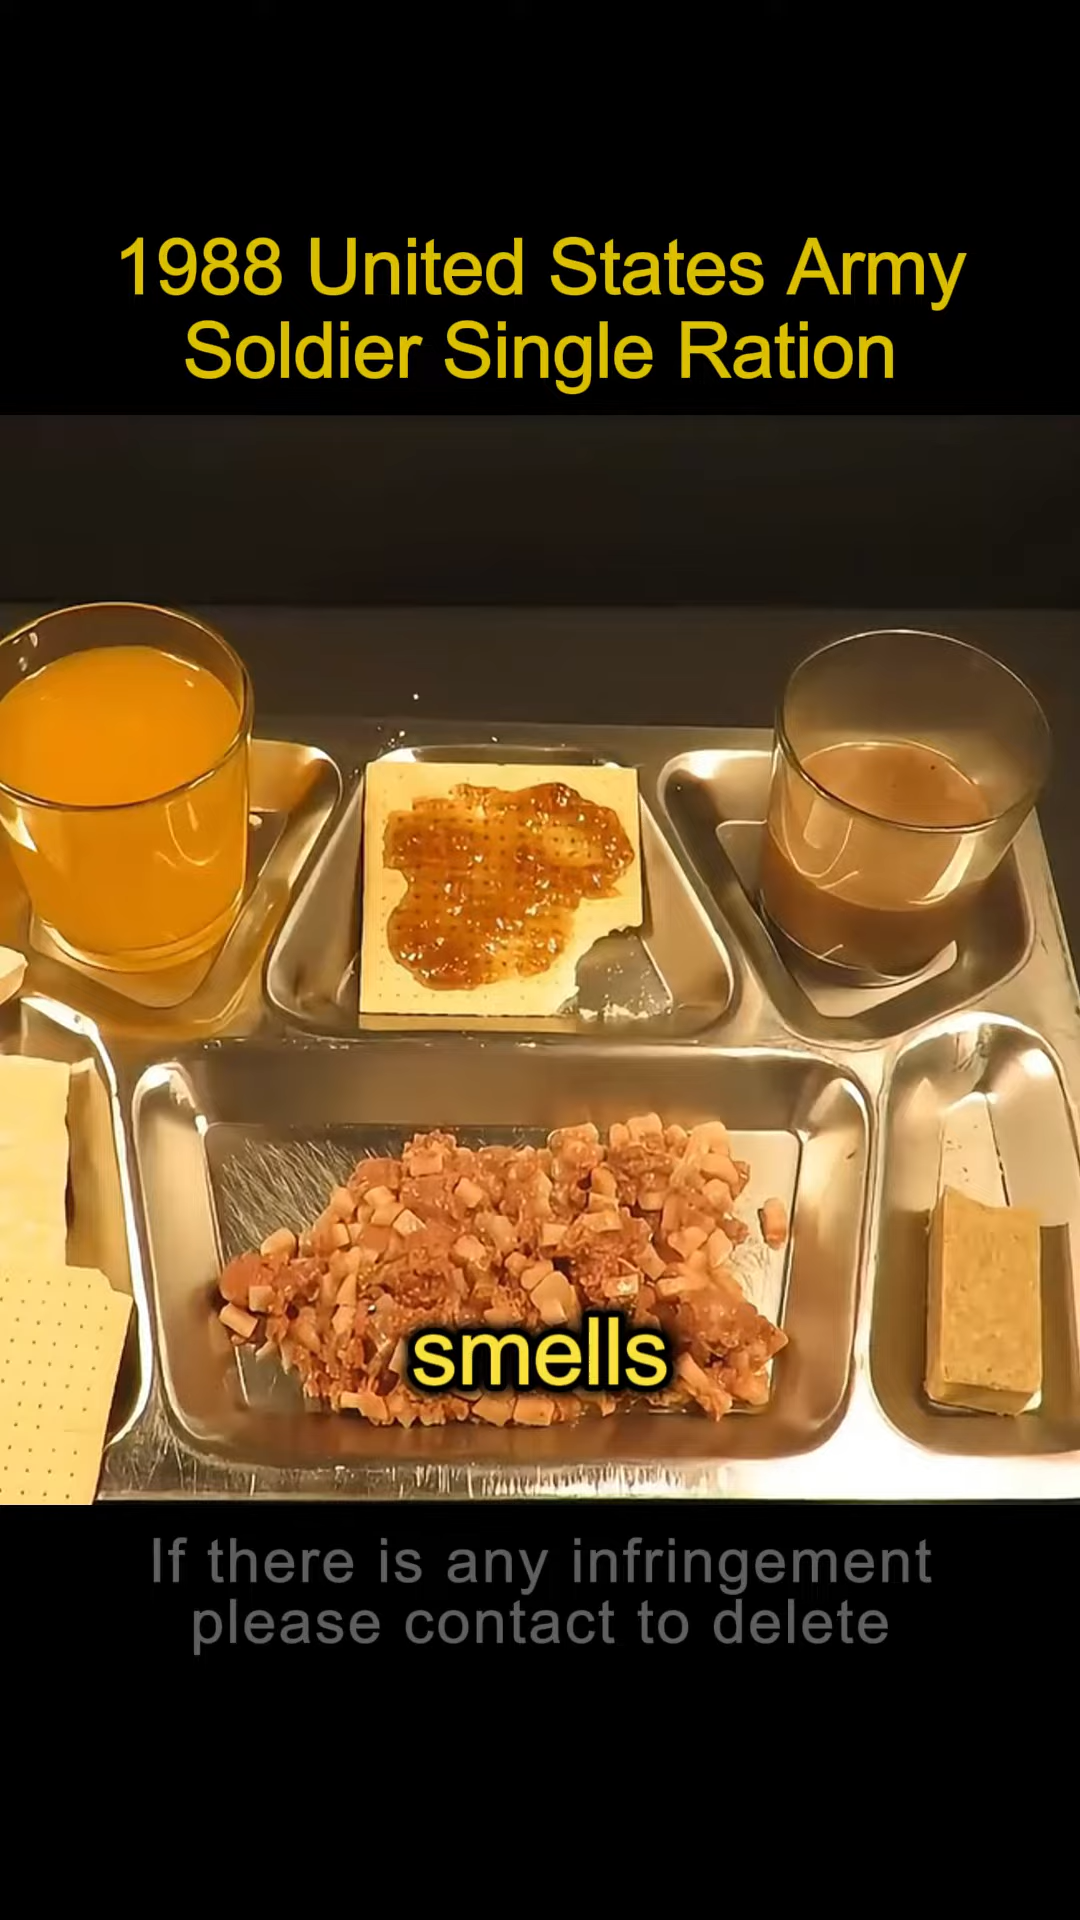 1988 United States Army
Soldier Single Ration
smells
If there is any infringement
please contact to delete